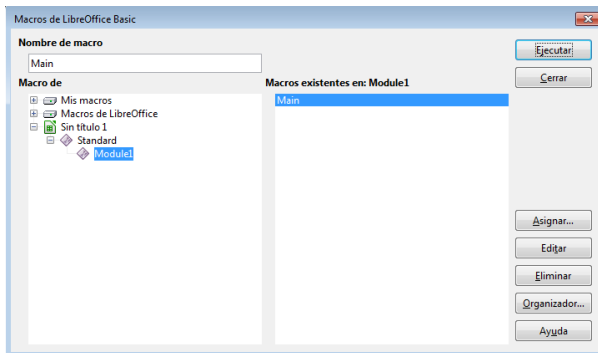 Macros de LibreOffice Basic
Nombre de macro
Main
Macro de
Mis macros
Macros de LibreOffice
Sin título 1
Standard
Module1
Macros existentes en: Module1
Main
Ejecutar
Cerrar
Asignar...
Editar
Eliminar
Organizador...
Ayuda